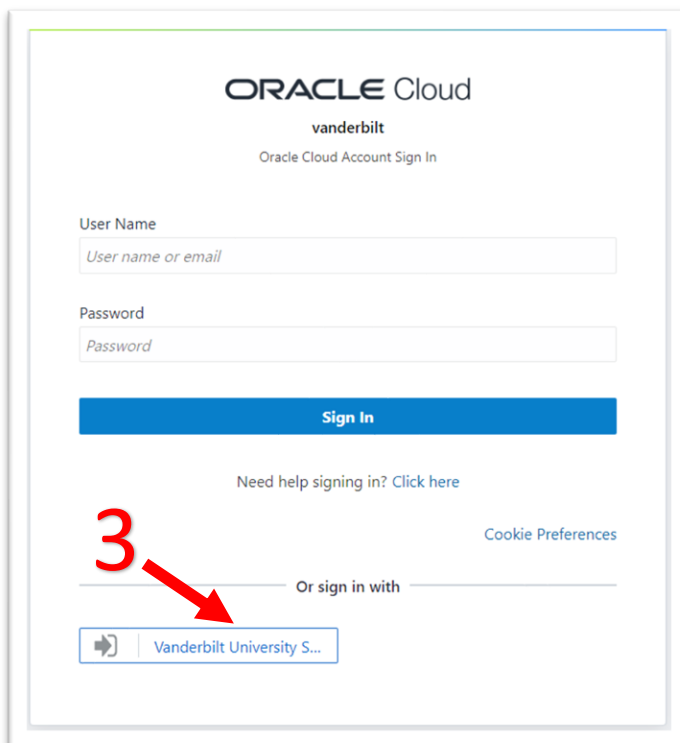 ORACLE Cloud
vanderbilt
Oracle Cloud Account Sign In
User Name
User name or email
Password
Password
Sign In
Need help signing in? Click here
Cookie Preferences
3
Or sign in with
Vanderbilt University S...